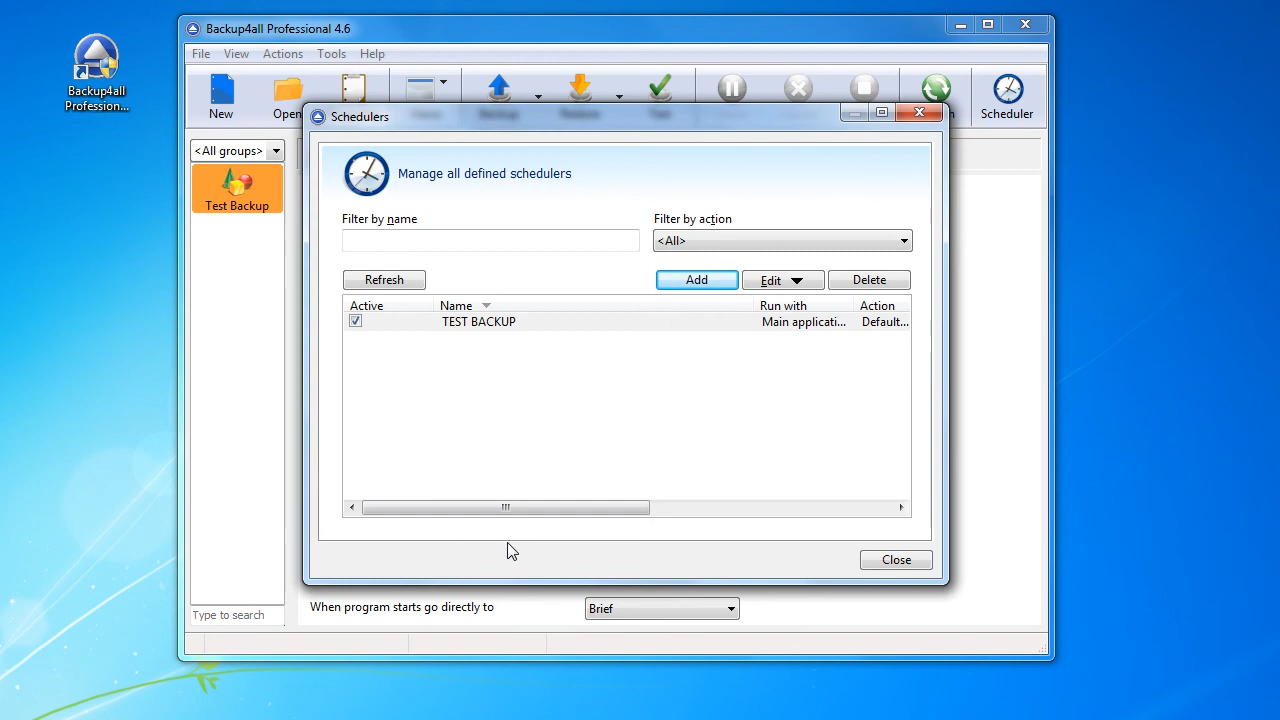 Backup4all Professional 4.6
File View Actions Tools Help
Backup4all
Profession...
New
Open
Scheduler
Schedulers
<All groups>
Test Backup
Manage all defined schedulers
Filter by name
Filter by action
<All>
Refresh
Add
Edit
Delete
Active Name Run with Action
TEST BACKUP Main applicati... Default...
Close
When program starts go directly to
Brief
Type to search